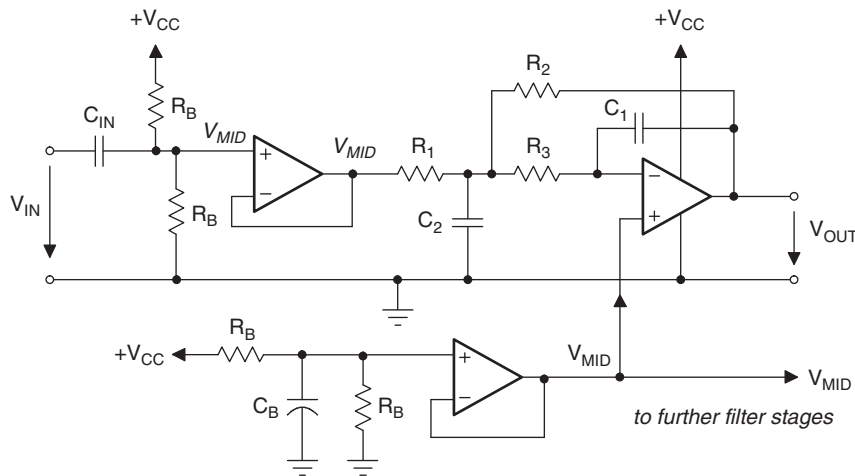 +VCC
+VCC
R2
RB
CIN
C1
VMID
VMID
R1
R3
+
−
−
+
VIN
RB
C2
VOUT
RB
+VCC
+
−
VMID
VMID
CB
RB
to further filter stages